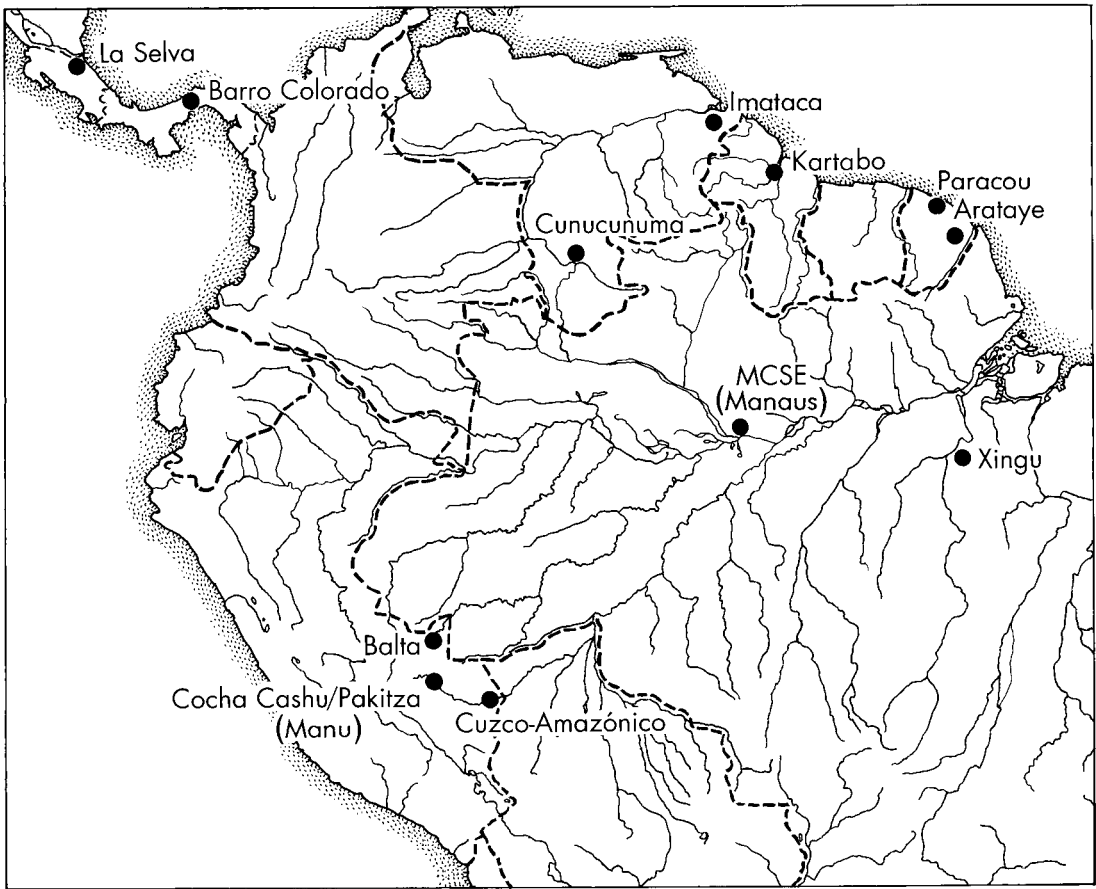 La Selva
Barro Colorado
Imataca
Kartabo
Paracou
Arataye
Cunucunuma
MCSE
(Manaus)
Xingu
Balta
Cocha Cashu/Pakitza
(Manu)
Cuzco-Amazónico